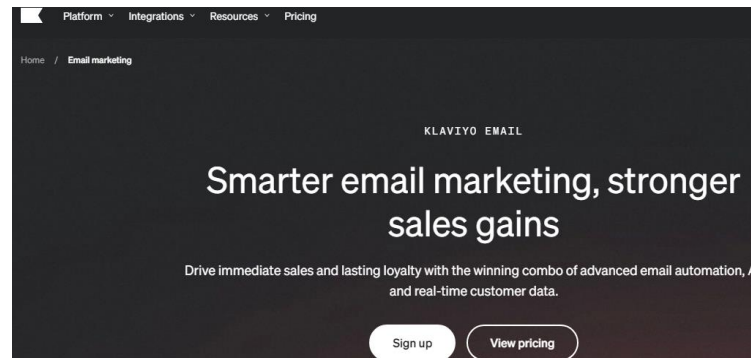 Platform Integrations Resources Pricing
Home / Email marketing
KLAVIYO EMAIL
Smarter email marketing, stronger
sales gains
Drive immediate sales and lasting loyalty with the winning combo of advanced email automation,
and real-time customer data.
Sign up View pricing